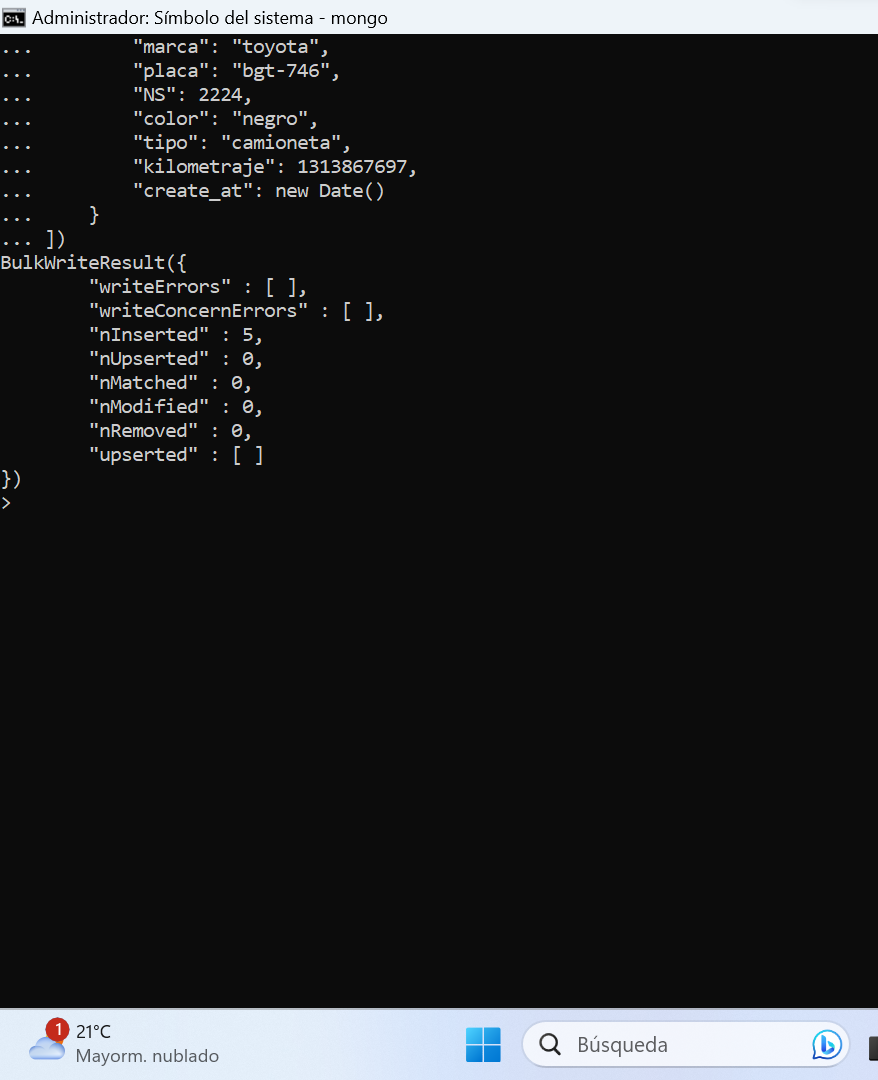 Administrador: Símbolo del sistema - mongo
... "marca": "toyota",
... "placa": "bgt-746",
... "NS": 2224,
... "color": "negro",
... "tipo": "camioneta",
... "kilometraje": 1313867697,
... "create_at": new Date()
... }
... ])
BulkWriteResult({
"writeErrors" : [ ],
"writeConcernErrors" : [ ],
"nInserted" : 5,
"nUpserted" : 0,
"nMatched" : 0,
"nModified" : 0,
"nRemoved" : 0,
"upserted" : [ ]
})
>
1
21°C
Mayorm. nublado
Búsqueda